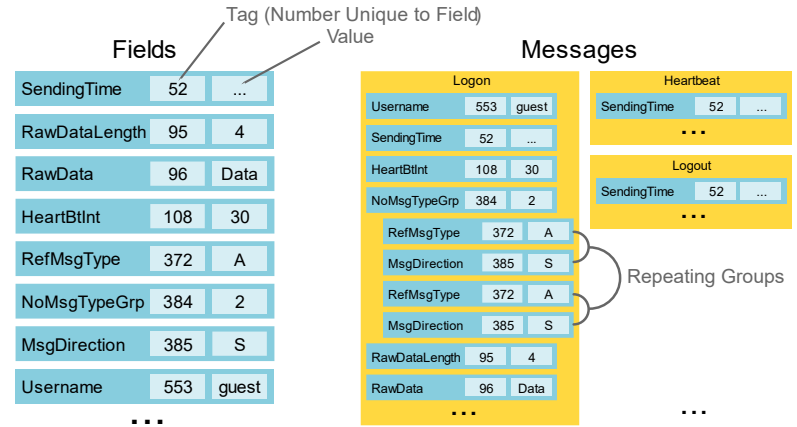 Tag (Number Unique to Field)
Value
Fields
SendingTime 52 ...
RawDataLength 95 4
RawData 96 Data
HeartBtInt 108 30
RefMsgType 372 A
NoMsgTypeGrp 384 2
MsgDirection 385 S
Username 553 guest
...
Messages
Logon
Username 553 guest
SendingTime 52 ...
HeartBtInt 108 30
NoMsgTypeGrp 384 2
RefMsgType 372 A
MsgDirection 385 S
RefMsgType 372 A
MsgDirection 385 S
RawDataLength 95 4
RawData 96 Data
...
Heartbeat
SendingTime 52 ...
...
Logout
SendingTime 52 ...
...
Repeating Groups
...